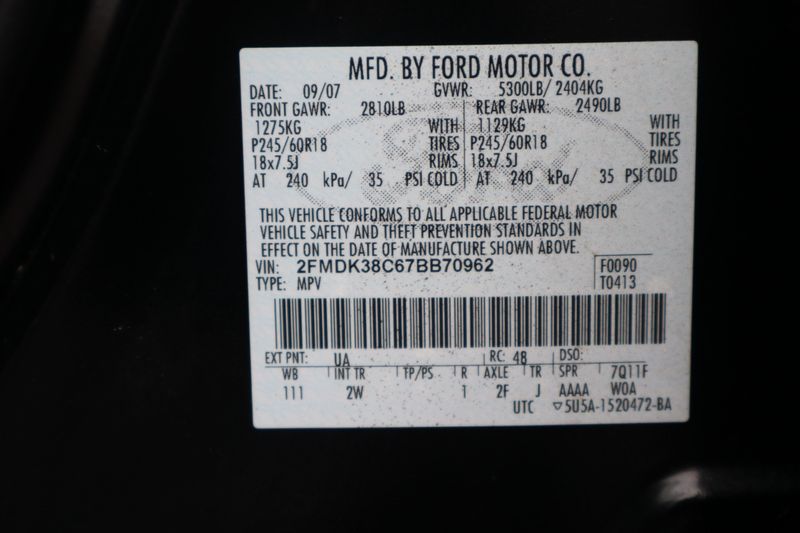 MFD. BY FORD MOTOR CO.
DATE: 09/07 GVWR: 5300LB/ 2404KG
FRONT GAWR: 2810LB REAR GAWR: 2490LB
1275KG WITH 1129KG WITH
P245/60R18 TIRES P245/60R18 TIRES
18x7.5J RIMS 18x7.5J RIMS
AT 240 kPa/ 35 PSI COLD AT 240 kPa/ 35 PSI COLD
THIS VEHICLE CONFORMS TO ALL APPLICABLE FEDERAL MOTOR
VEHICLE SAFETY AND THEFT PREVENTION STANDARDS IN
EFFECT ON THE DATE OF MANUFACTURE SHOWN ABOVE.
VIN: 2FMDK38C67BB70962 F0090
TYPE: MPV T0413
EXT PNT: UA RC: 48 DSO:
WB INT TR TP/PS R AXLE TR SPR 7Q11F
111 2W 1 2F J AAAA WOA
UTC ▽5U5A-1520472-BA